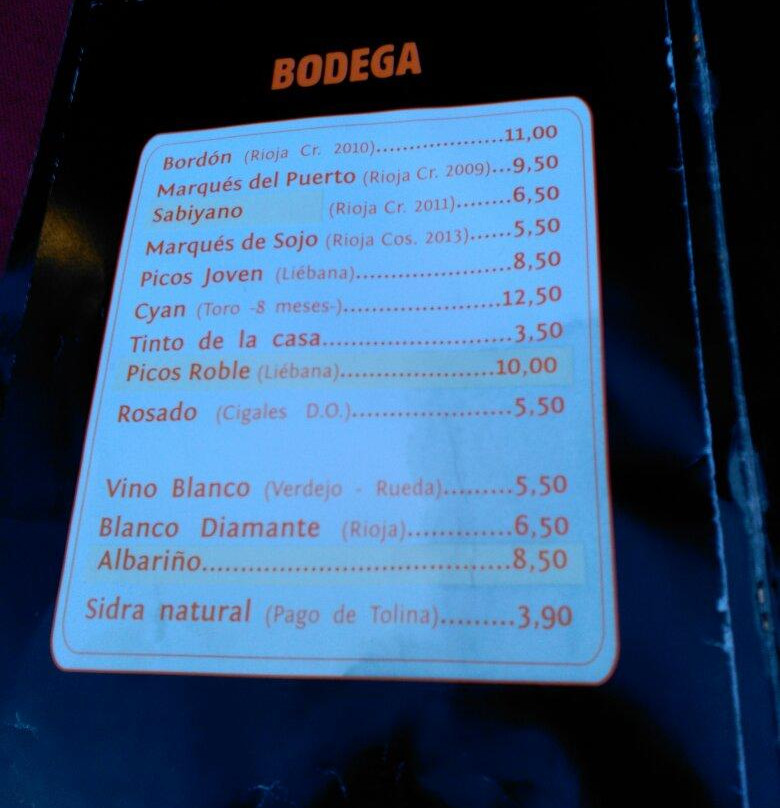 BODEGA
Bordón (Rioja Cr. 2010)....................11,00
Marqués del Puerto (Rioja Cr. 2009)...9,50
Sabiyano (Rioja Cr. 2011)........6,50
Marqués de Sojo (Rioja Cos. 2013)......5,50
Picos Joven (Liébana).......................8,50
Cyan (Toro -8 meses-).......................12,50
Tinto de la casa............................3,50
Picos Roble (Liébana).......................10,00
Rosado (Cigales D.O.).......................5,50
Vino Blanco (Verdejo - Rueda).........5,50
Blanco Diamante (Rioja)..............6,50
Albariño........................................8,50
Sidra natural (Pago de Tolina).........3,90